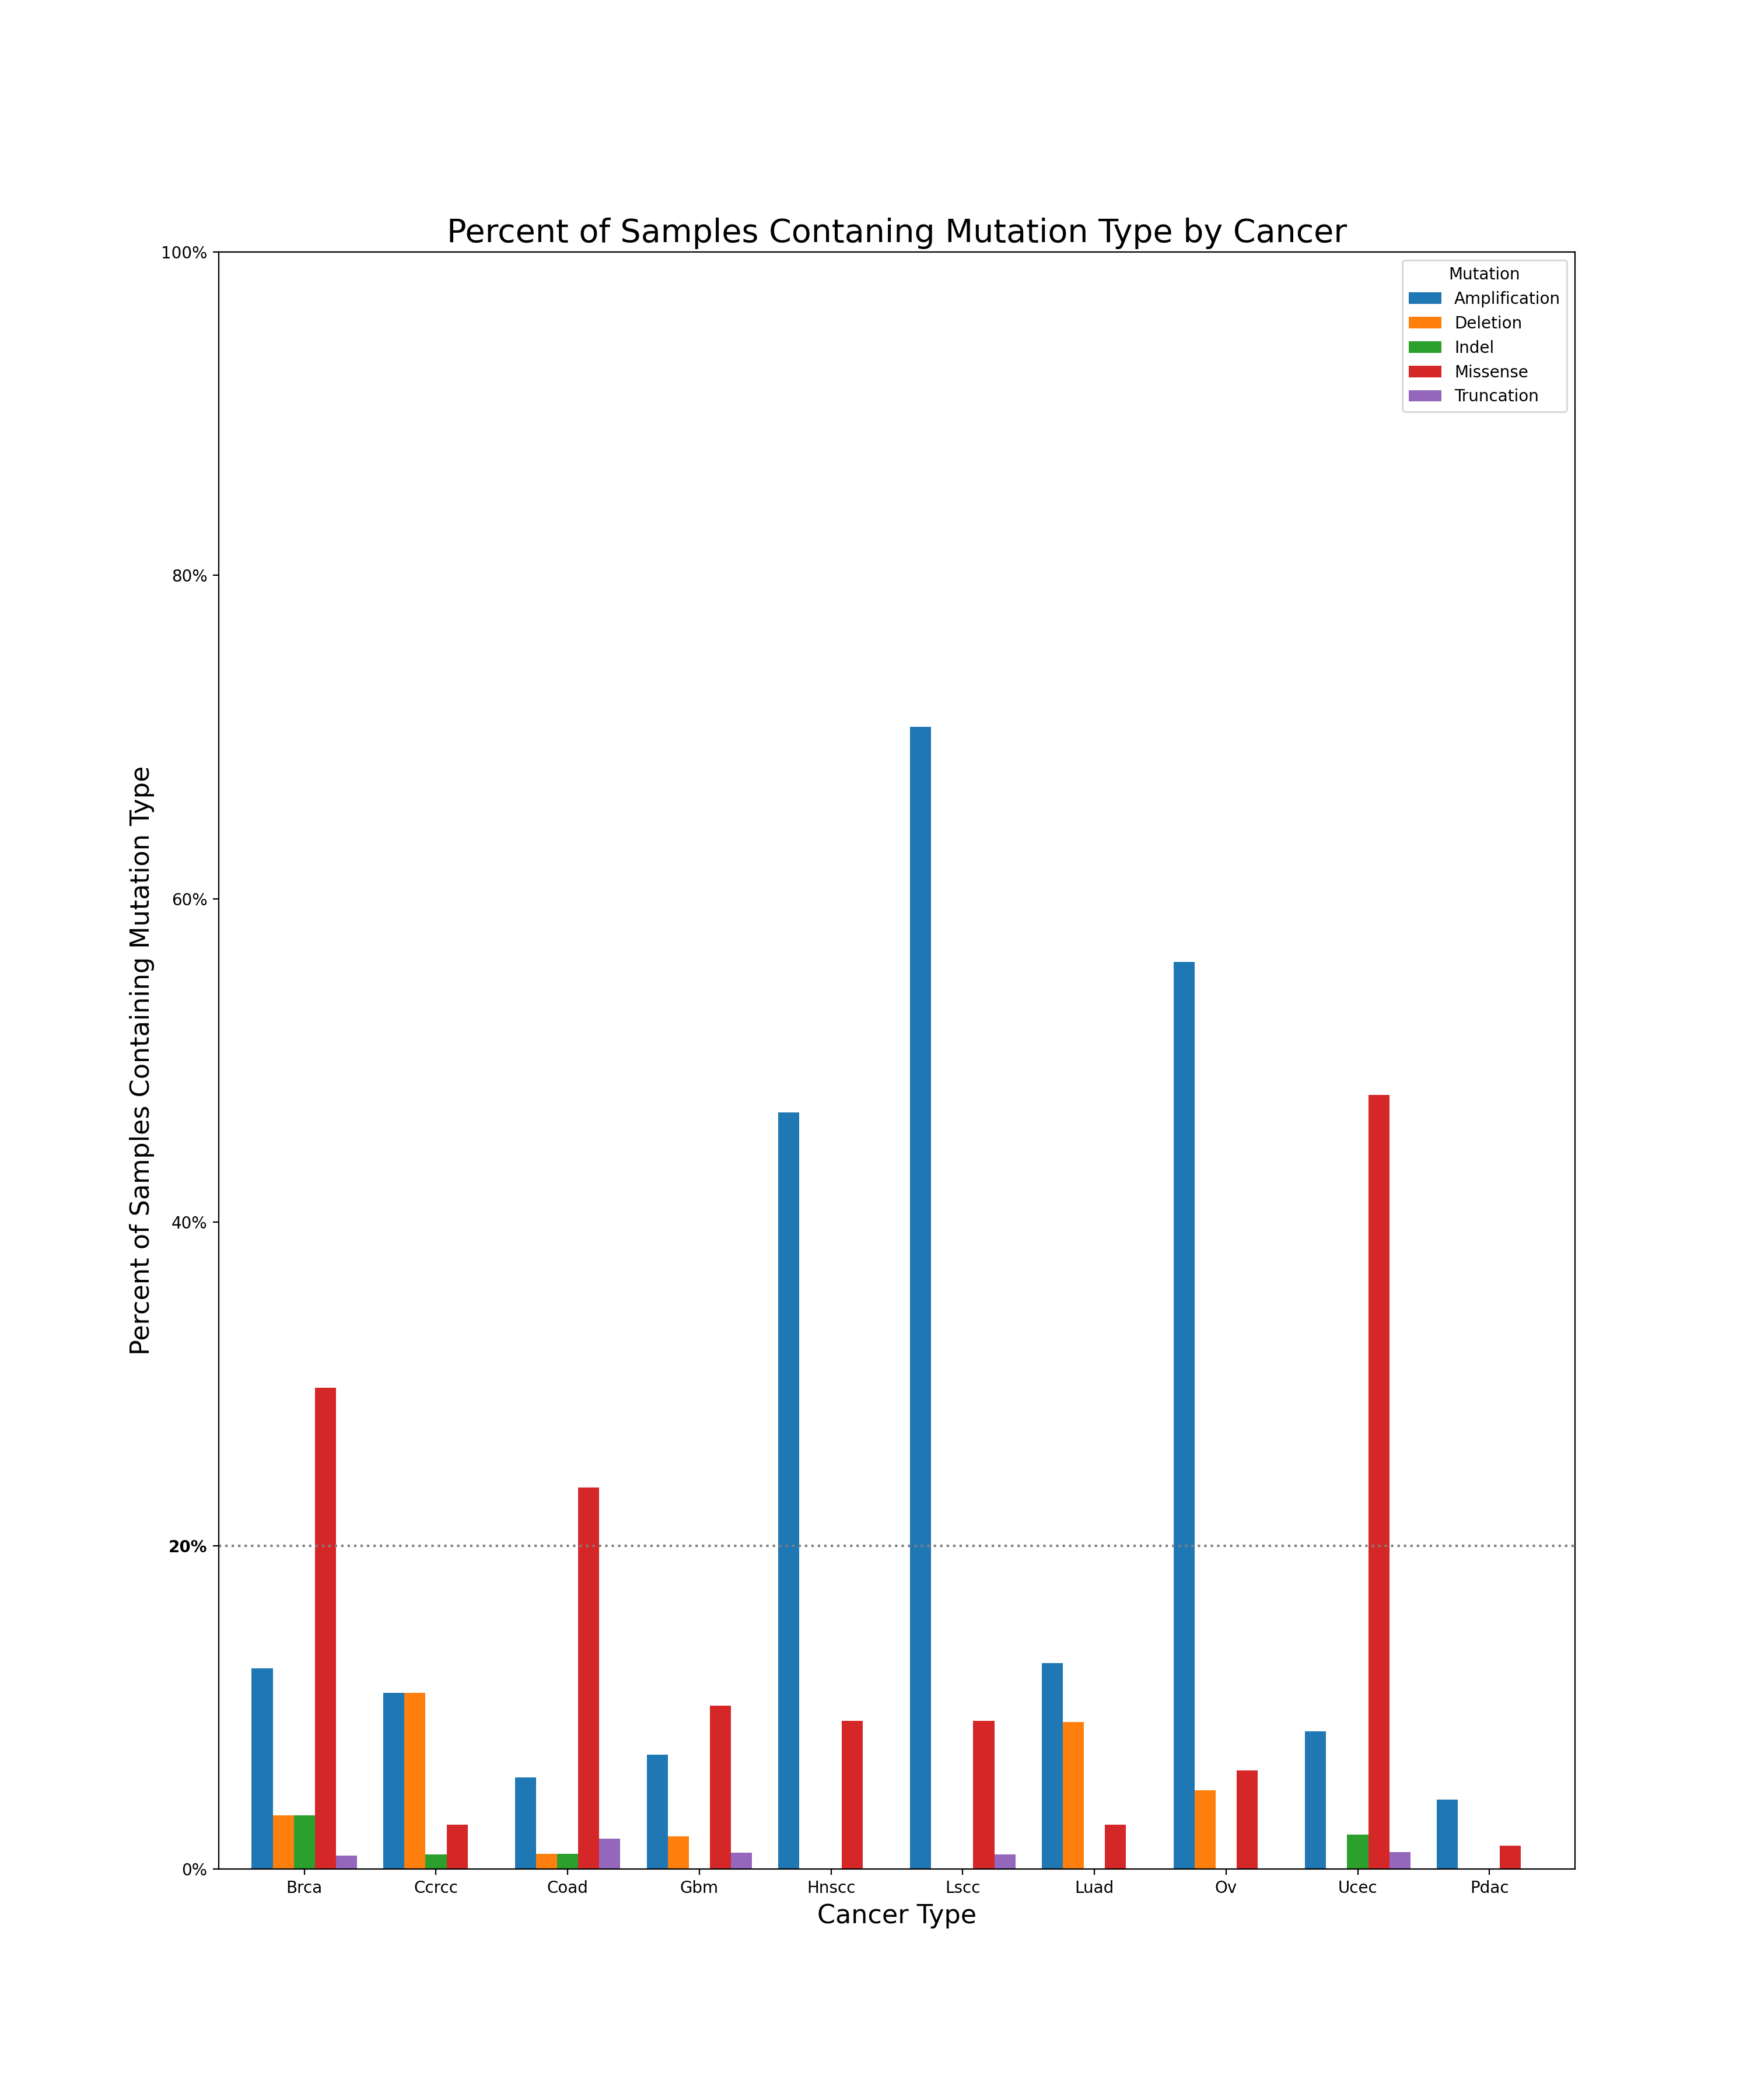 Percent of Samples Contaning Mutation Type by Cancer
100%
80%
60%
40%
20%
0%
Percent of Samples Containing Mutation Type
Mutation
Amplification
Deletion
Indel
Missense
Truncation
Brca Ccrcc Coad Gbm Hnscc Lscc Luad Ov Ucec Pdac
Cancer Type